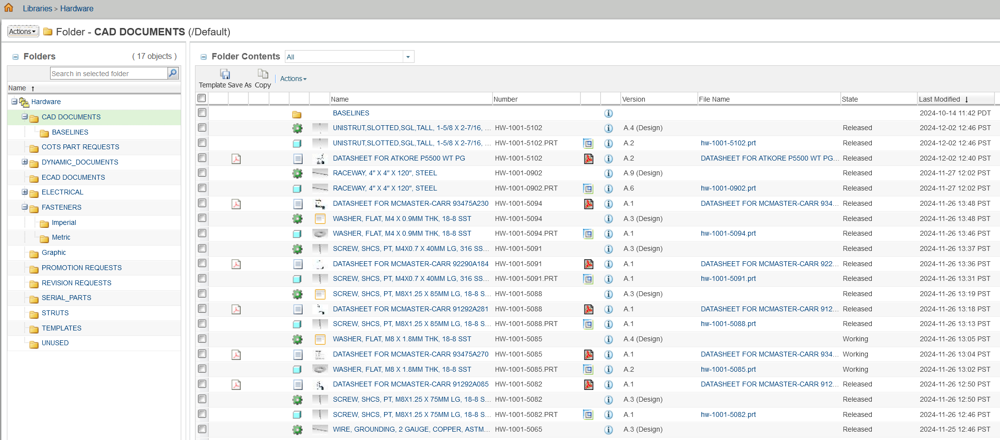 Libraries > Hardware
Actions
Folder - CAD DOCUMENTS (/Default)
Folders ( 17 objects )
Search in selected folder
Name
Hardware
CAD DOCUMENTS
BASELINES
COTS PART REQUESTS
DYNAMIC_DOCUMENTS
ECAD DOCUMENTS
ELECTRICAL
FASTENERS
Imperial
Metric
Graphic
PROMOTION REQUESTS
REVISION REQUESTS
SERIAL_PARTS
STRUTS
TEMPLATES
UNUSED
Folder Contents All
Template Save As Copy Actions
Name Number Version File Name State Last Modified
BASELINES 2024-10-14 11:42 PDT
UNISTRUT,SLOTTED,SGL,TALL, 1-5/8 X 2-7/16, ... HW-1001-5102 A.4 (Design) Released 2024-12-02 12:46 PST
UNISTRUT,SLOTTED,SGL,TALL, 1-5/8 X 2-7/16, ... HW-1001-5102.PRT A.2 hw-1001-5102.prt Released 2024-12-02 12:46 PST
DATASHEET FOR ATKORE P5500 WT PG HW-1001-5102 A.2 DATASHEET FOR ATKORE P5500 WT PG... Released 2024-12-02 12:40 PST
RACEWAY, 4" X 4" X 120", STEEL HW-1001-0902 A.9 (Design) Released 2024-11-27 12:02 PST
RACEWAY, 4" X 4" X 120", STEEL HW-1001-0902.PRT A.6 hw-1001-0902.prt Released 2024-11-27 12:02 PST
DATASHEET FOR MCMASTER-CARR 93475A230 HW-1001-5094 A.1 DATASHEET FOR MCMASTER-CARR 934... Released 2024-11-26 13:48 PST
WASHER, FLAT, M4 X 0.9MM THK, 18-8 SST HW-1001-5094 A.3 (Design) Released 2024-11-26 13:48 PST
WASHER, FLAT, M4 X 0.9MM THK, 18-8 SST HW-1001-5094.PRT A.1 hw-1001-5094.prt Released 2024-11-26 13:46 PST
SCREW, SHCS, PT, M4X0.7 X 40MM LG, 316 SS... HW-1001-5091 A.3 (Design) Released 2024-11-26 13:37 PST
DATASHEET FOR MCMASTER-CARR 92290A184 HW-1001-5091 A.1 DATASHEET FOR MCMASTER-CARR 922... Released 2024-11-26 13:36 PST
SCREW, SHCS, PT, M4X0.7 X 40MM LG, 316 SS... HW-1001-5091.PRT A.1 hw-1001-5091.prt Released 2024-11-26 13:31 PST
SCREW, SHCS, PT, M8X1.25 X 85MM LG, 18-8 S... HW-1001-5088 A.3 (Design) Released 2024-11-26 13:19 PST
DATASHEET FOR MCMASTER-CARR 91292A281 HW-1001-5088 A.1 DATASHEET FOR MCMASTER-CARR 912... Released 2024-11-26 13:18 PST
SCREW, SHCS, PT, M8X1.25 X 85MM LG, 18-8 S... HW-1001-5088.PRT A.1 hw-1001-5088.prt Released 2024-11-26 13:13 PST
WASHER, FLAT, M8 X 1.8MM THK, 18-8 SST HW-1001-5085 A.4 (Design) Working 2024-11-26 13:05 PST
DATASHEET FOR MCMASTER-CARR 93475A270 HW-1001-5085 A.1 DATASHEET FOR MCMASTER-CARR 934... Working 2024-11-26 13:04 PST
WASHER, FLAT, M8 X 1.8MM THK, 18-8 SST HW-1001-5085.PRT A.2 hw-1001-5085.prt Working 2024-11-26 13:02 PST
DATASHEET FOR MCMASTER-CARR 91292A085 HW-1001-5082 A.1 DATASHEET FOR MCMASTER-CARR 912... Released 2024-11-26 12:50 PST
SCREW, SHCS, PT, M8X1.25 X 75MM LG, 18-8 S... HW-1001-5082 A.3 (Design) Released 2024-11-26 12:50 PST
SCREW, SHCS, PT, M8X1.25 X 75MM LG, 18-8 S... HW-1001-5082.PRT A.1 hw-1001-5082.prt Released 2024-11-26 12:46 PST
WIRE, GROUNDING, 2 GAUGE, COPPER, ASTM... HW-1001-5065 A.3 (Design) Released 2024-11-25 12:46 PST